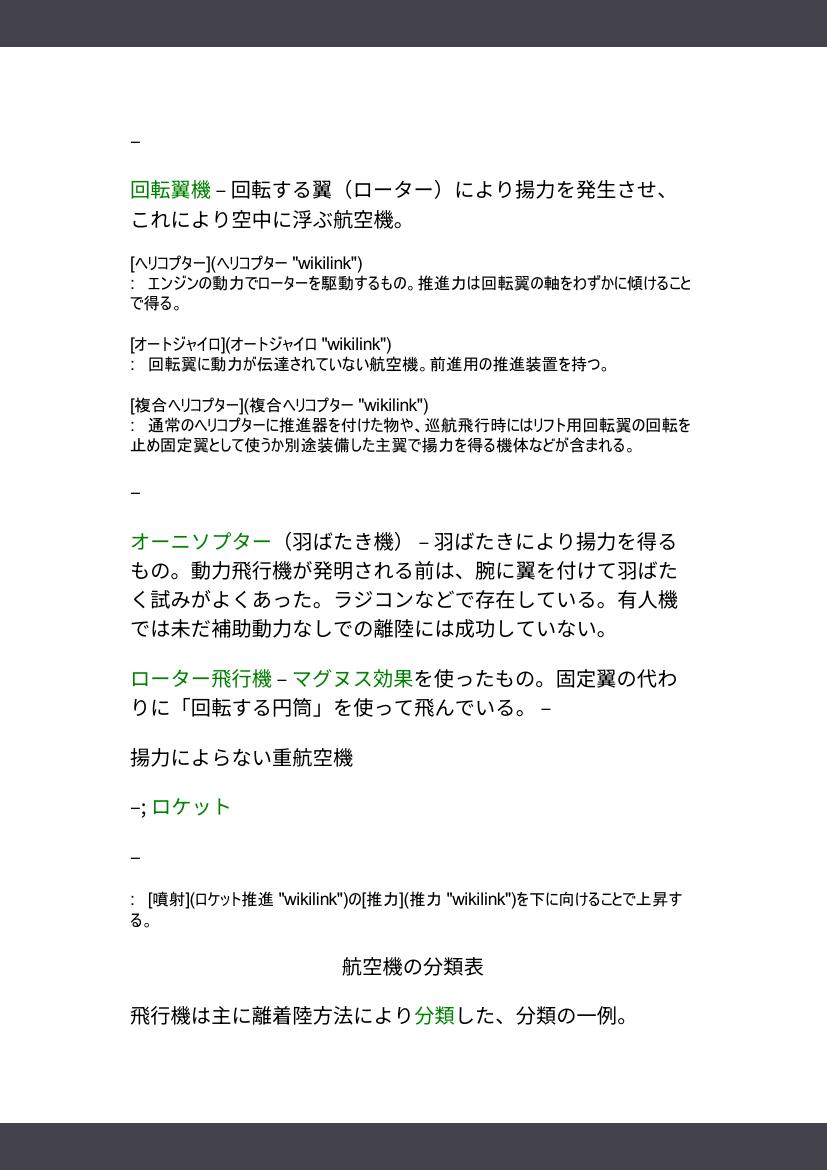 –
回転翼機 – 回転する翼（ローター）により揚力を発生させ、
これにより空中に浮ぶ航空機。
[ヘリコプター](ヘリコプター "wikilink")
:   エンジンの動力でローターを駆動するもの。推進力は回転翼の軸をわずかに傾けること
で得る。
[オートジャイロ](オートジャイロ "wikilink")
:   回転翼に動力が伝達されていない航空機。前進用の推進装置を持つ。
[複合ヘリコプター](複合ヘリコプター "wikilink")
:   通常のヘリコプターに推進器を付けた物や、巡航飛行時にはリフト用回転翼の回転を
止め固定翼として使うか別途装備した主翼で揚力を得る機体などが含まれる。
–
オーニソプター（羽ばたき機） – 羽ばたきにより揚力を得る
もの。動力飛行機が発明される前は、腕に翼を付けて羽ばた
く試みがよくあった。ラジコンなどで存在している。有人機
では未だ補助動力なしでの離陸には成功していない。
ローター飛行機 – マグヌス効果を使ったもの。固定翼の代わ
りに「回転する円筒」を使って飛んでいる。 –
揚力によらない重航空機
–; ロケット
–
:   [噴射](ロケット推進 "wikilink")の[推力](推力 "wikilink")を下に向けることで上昇す
る。
航空機の分類表
飛行機は主に離着陸方法により分類した、分類の一例。